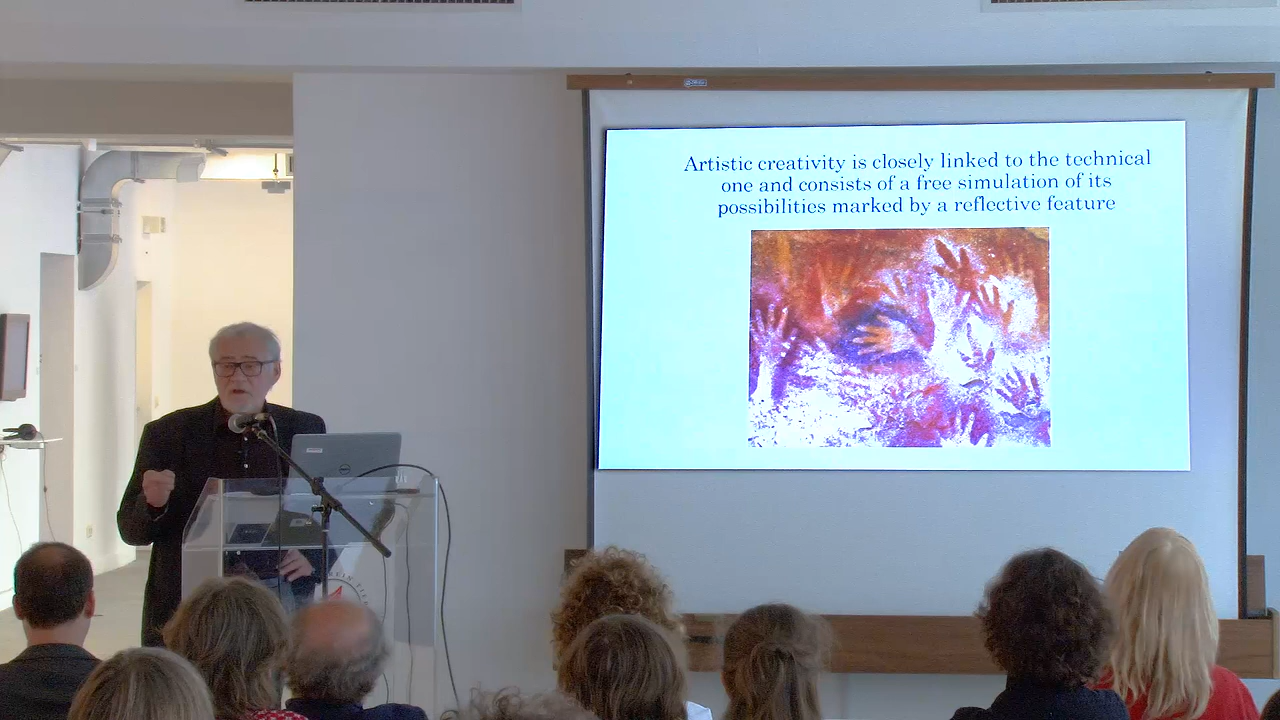 Artistic creativity is closely linked to the technical
one and consists of a free simulation of its
possibilities marked by a reflective feature
DELL